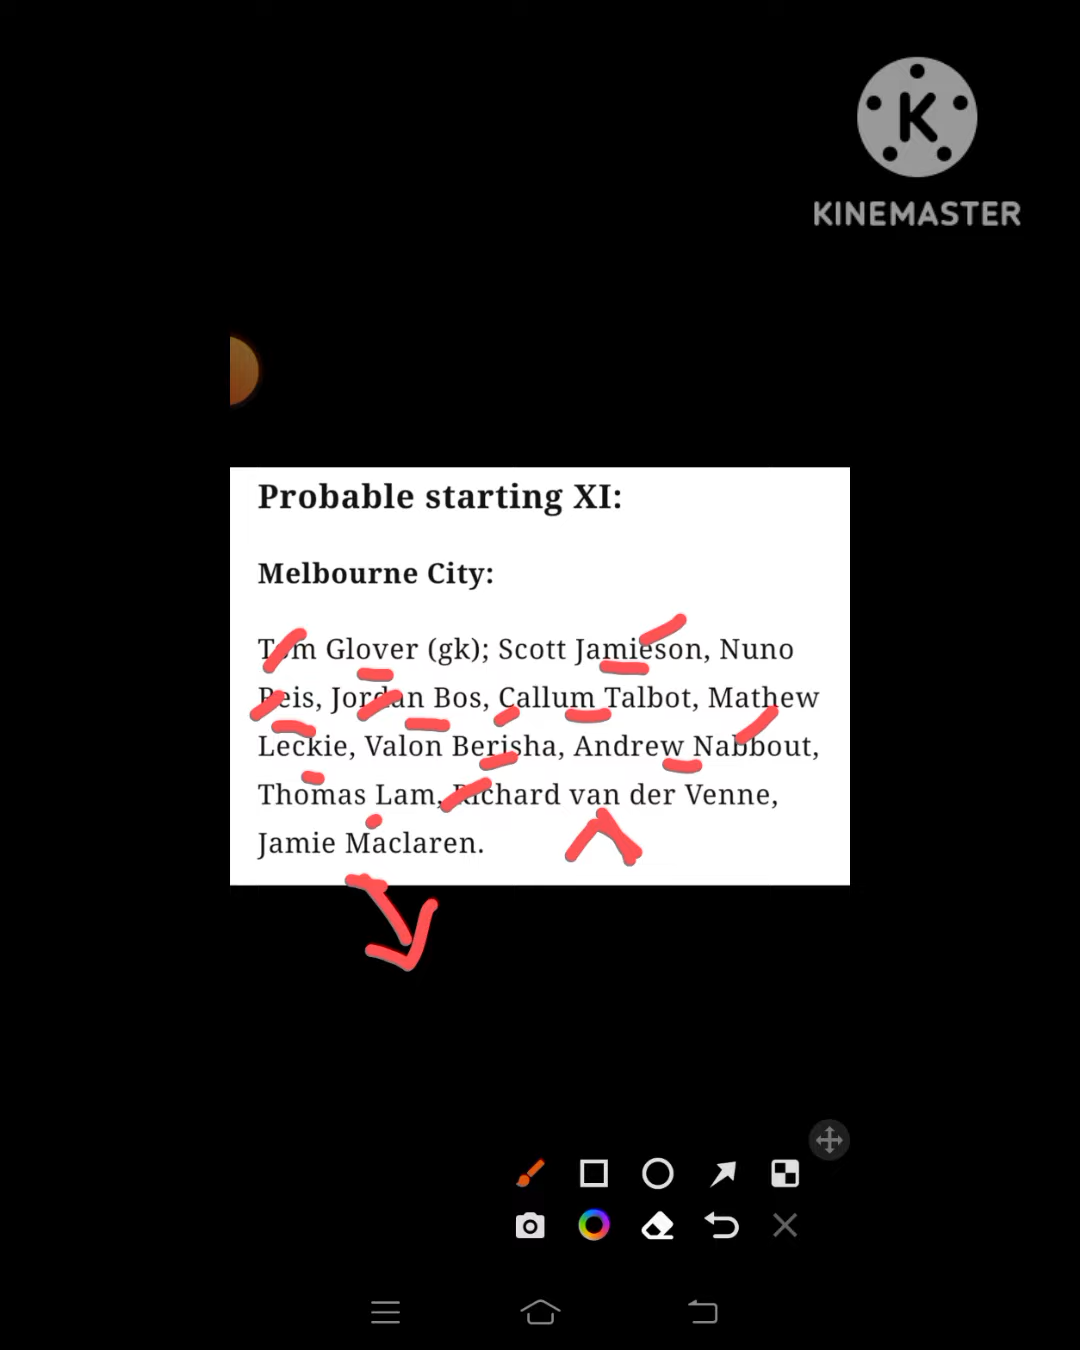 KINEMASTER
Probable starting XI:
Melbourne City:
Tom Glover (gk); Scott Jamieson, Nuno
Reis, Jordan Bos, Callum Talbot, Mathew
Leckie, Valon Berisha, Andrew Nabbout,
Thomas Lam, Richard van der Venne,
Jamie Maclaren.